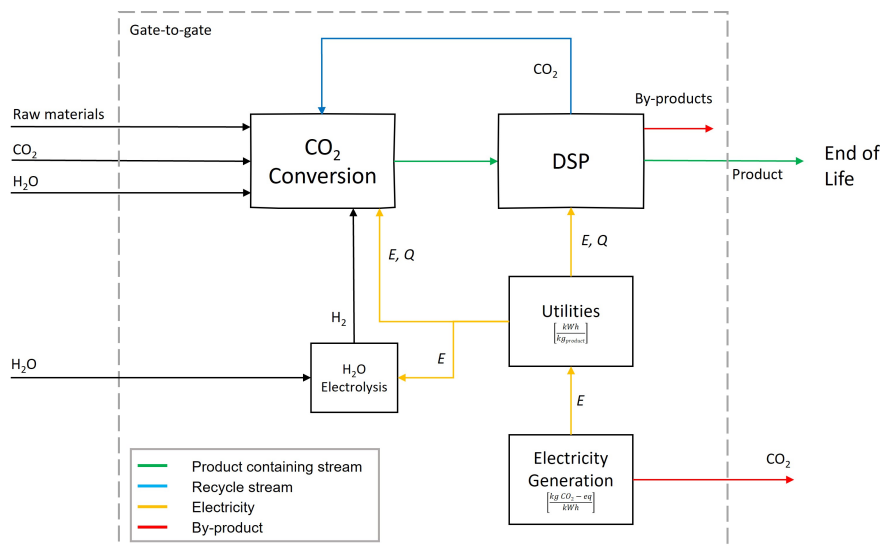 Gate-to-gate
CO₂
By-products
Raw materials
CO₂
H₂O
CO₂
Conversion
DSP
Product
End of
Life
E, Q
E, Q
H₂
Utilities
[kWh/kg_product]
H₂O
H₂O
Electrolysis
E
E
Electricity
Generation
[kg CO₂ − eq/kWh]
CO₂
Product containing stream
Recycle stream
Electricity
By-product